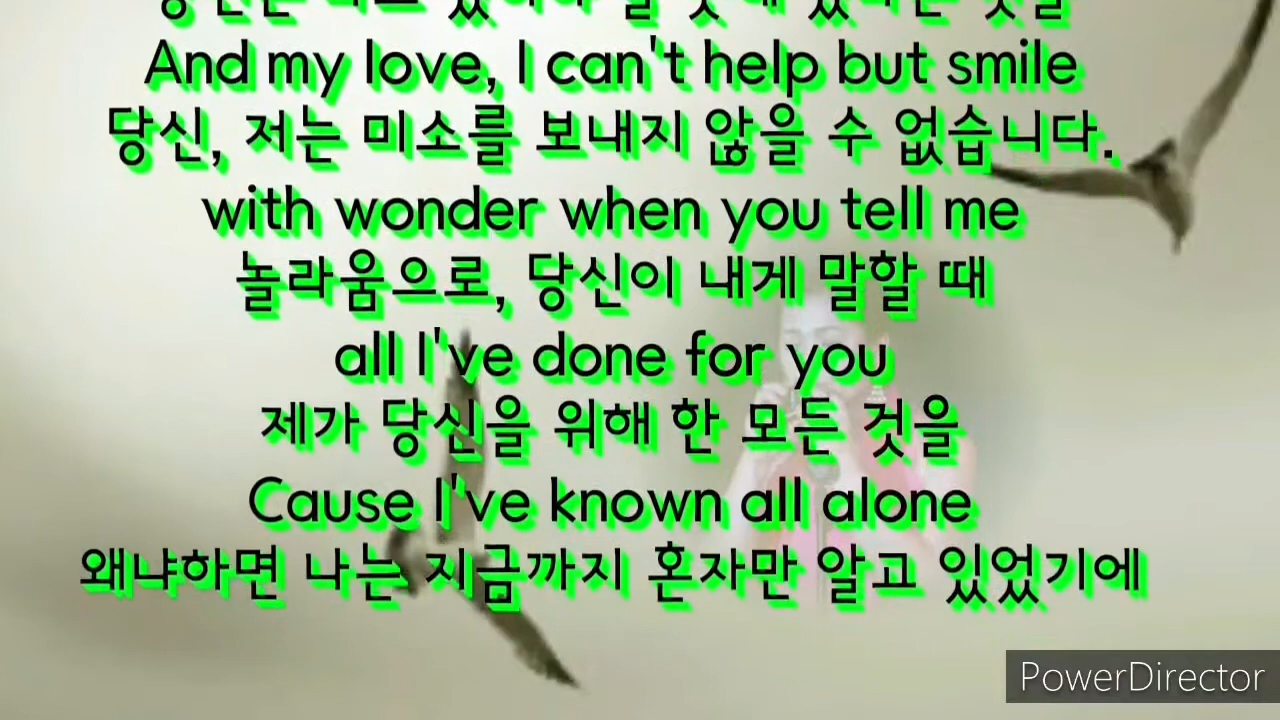 And my love, I can't help but smile
당신, 저는 미소를 보내지 않을 수 없습니다.
with wonder when you tell me
놀라움으로, 당신이 내게 말할 때
all I've done for you
제가 당신을 위해 한 모든 것을
Cause I've known all alone
왜냐하면 나는 지금까지 혼자만 알고 있었기에
PowerDirector